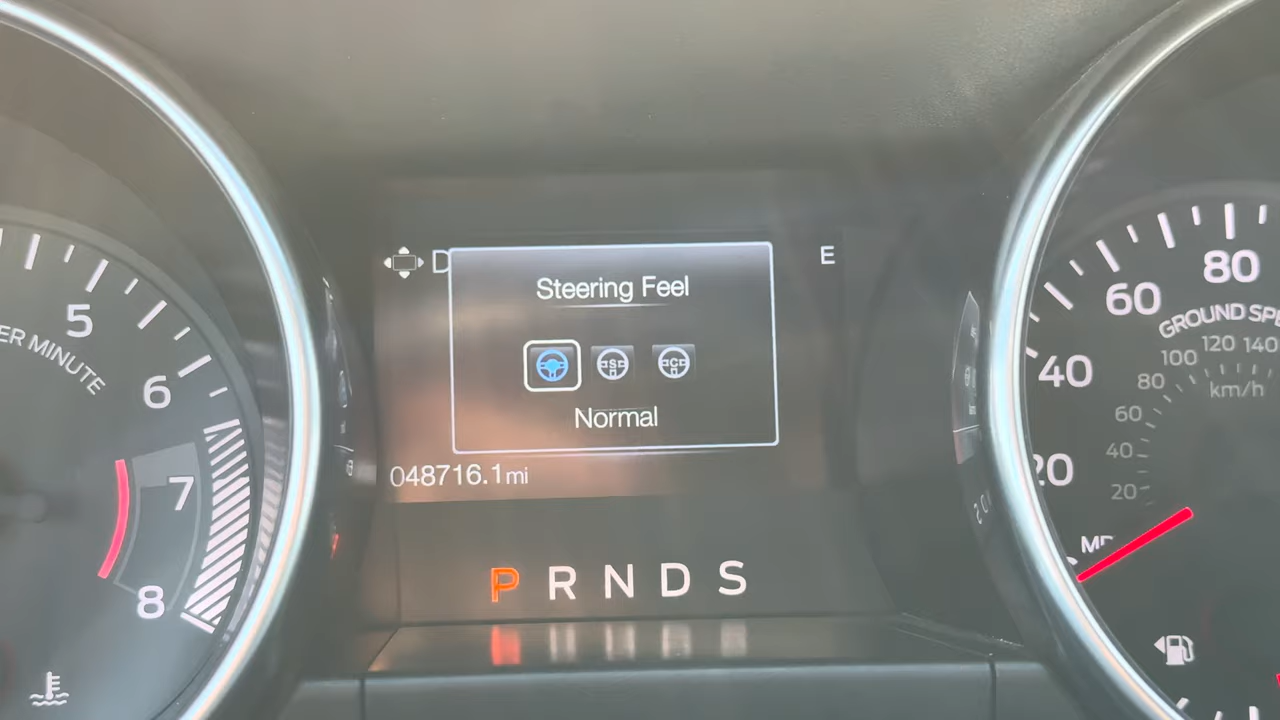 5
6
7
8
ER MINUTE
D
E
Steering Feel
S
C
Normal
048716.1mi
P R N D S
20
40
60
80
GROUND SPE
20
40
60
80
100
120
140
km/h